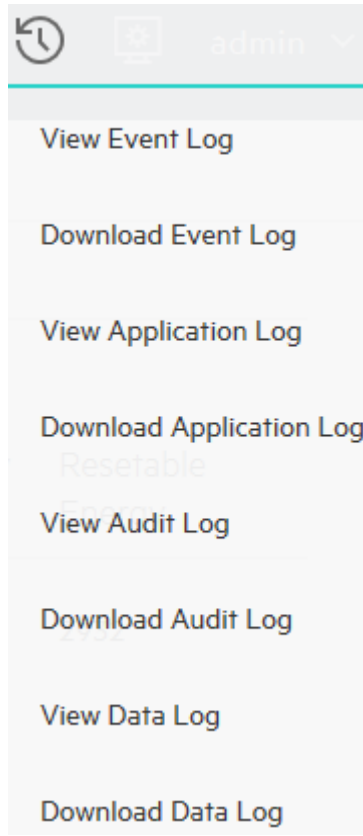 admin
View Event Log
Download Event Log
View Application Log
Download Application Log
Resetable
Energy
View Audit Log
Download Audit Log
2932
View Data Log
Download Data Log